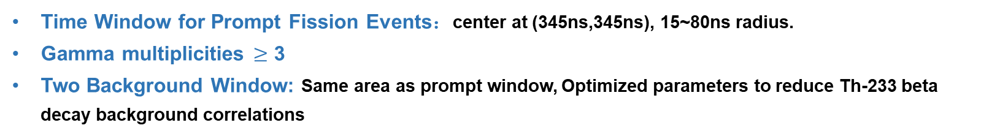 • Time Window for Prompt Fission Events：center at (345ns,345ns), 15~80ns radius.
• Gamma multiplicities ≥ 3
• Two Background Window: Same area as prompt window, Optimized parameters to reduce Th-233 beta
decay background correlations